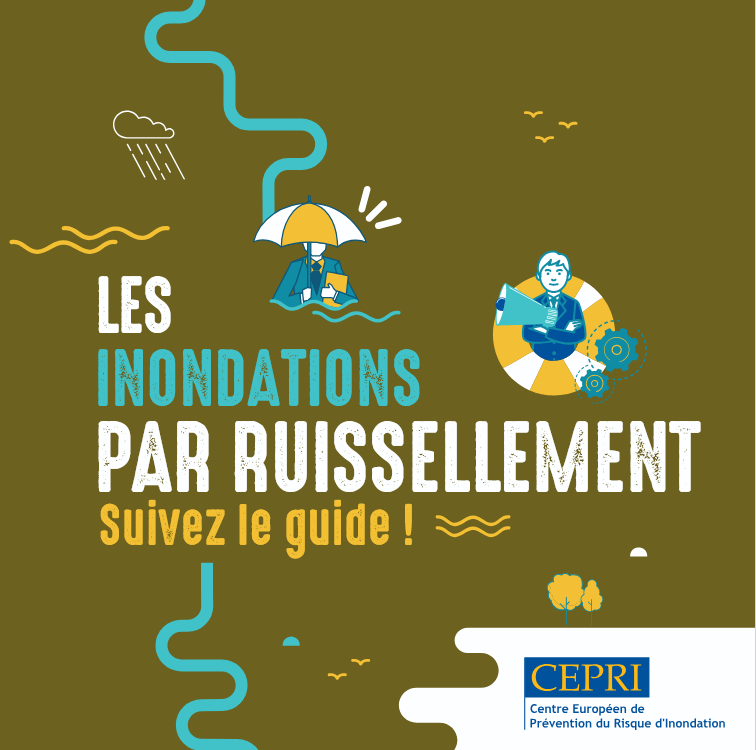 LES
INONDATIONS
PAR RUISSELLEMENT
Suivez le guide !
CEPRI
Centre Européen de
Prévention du Risque d'Inondation